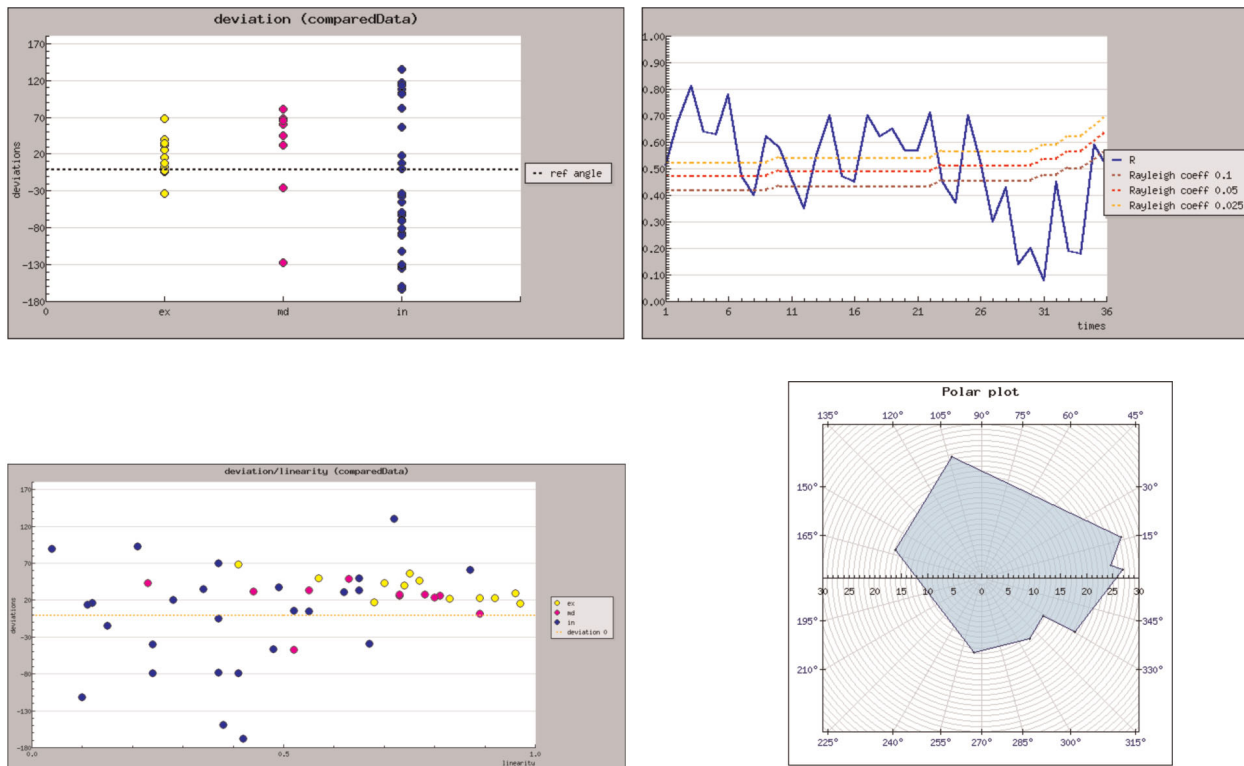 deviation (comparedData)
170
120
70
20
-30
-80
-130
-180
deviations
0 ex md in
ref angle
1.00
0.90
0.80
0.70
0.60
0.50
0.40
0.30
0.20
0.10
0.00
1 6 11 16 21 26 31 36
times
R
Rayleigh coeff 0.1
Rayleigh coeff 0.05
Rayleigh coeff 0.025
deviation/linearity (comparedData)
170
120
70
20
-30
-80
-130
-180
deviations
0.0 0.5 1.0
linearity
ex
md
in
deviation 0
Polar plot
135° 120° 105° 90° 75° 60° 45°
150° 30°
165° 15°
30 25 20 15 10 5 0 5 10 15 20 25 30
195° 345°
210° 330°
225° 240° 255° 270° 285° 300° 315°